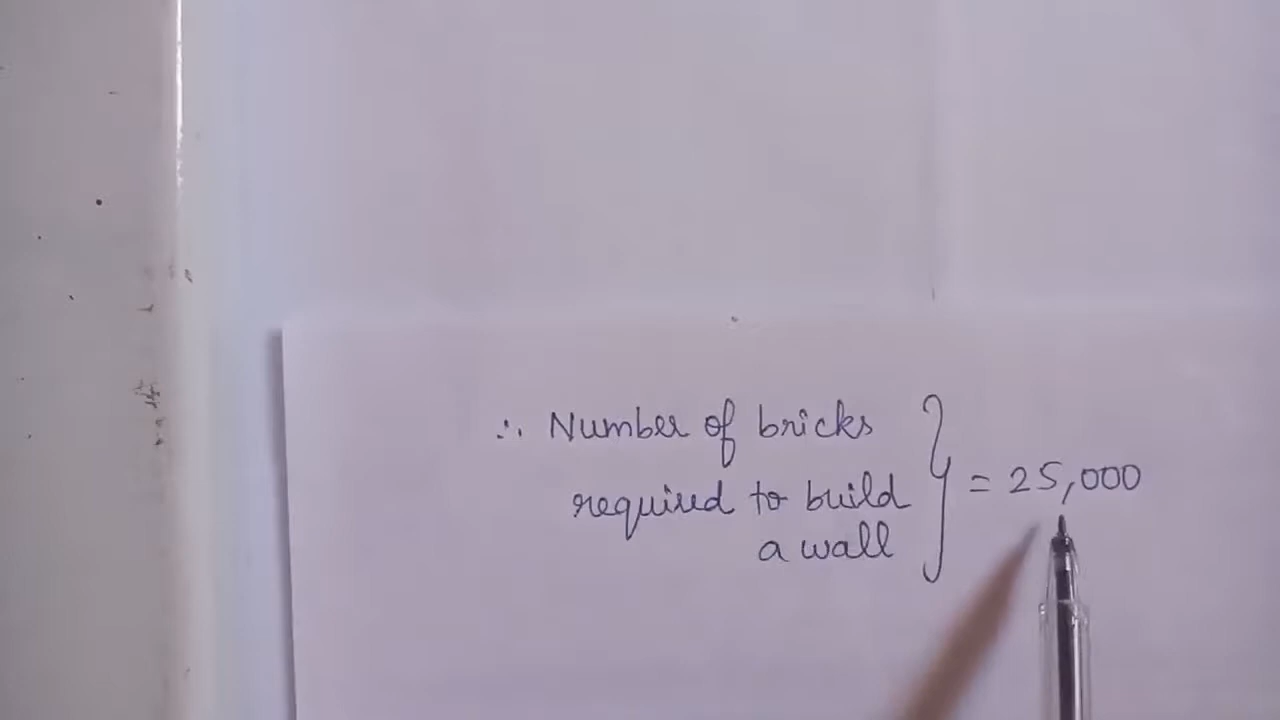 ∴ Number of bricks
required to build } = 25,000
a wall